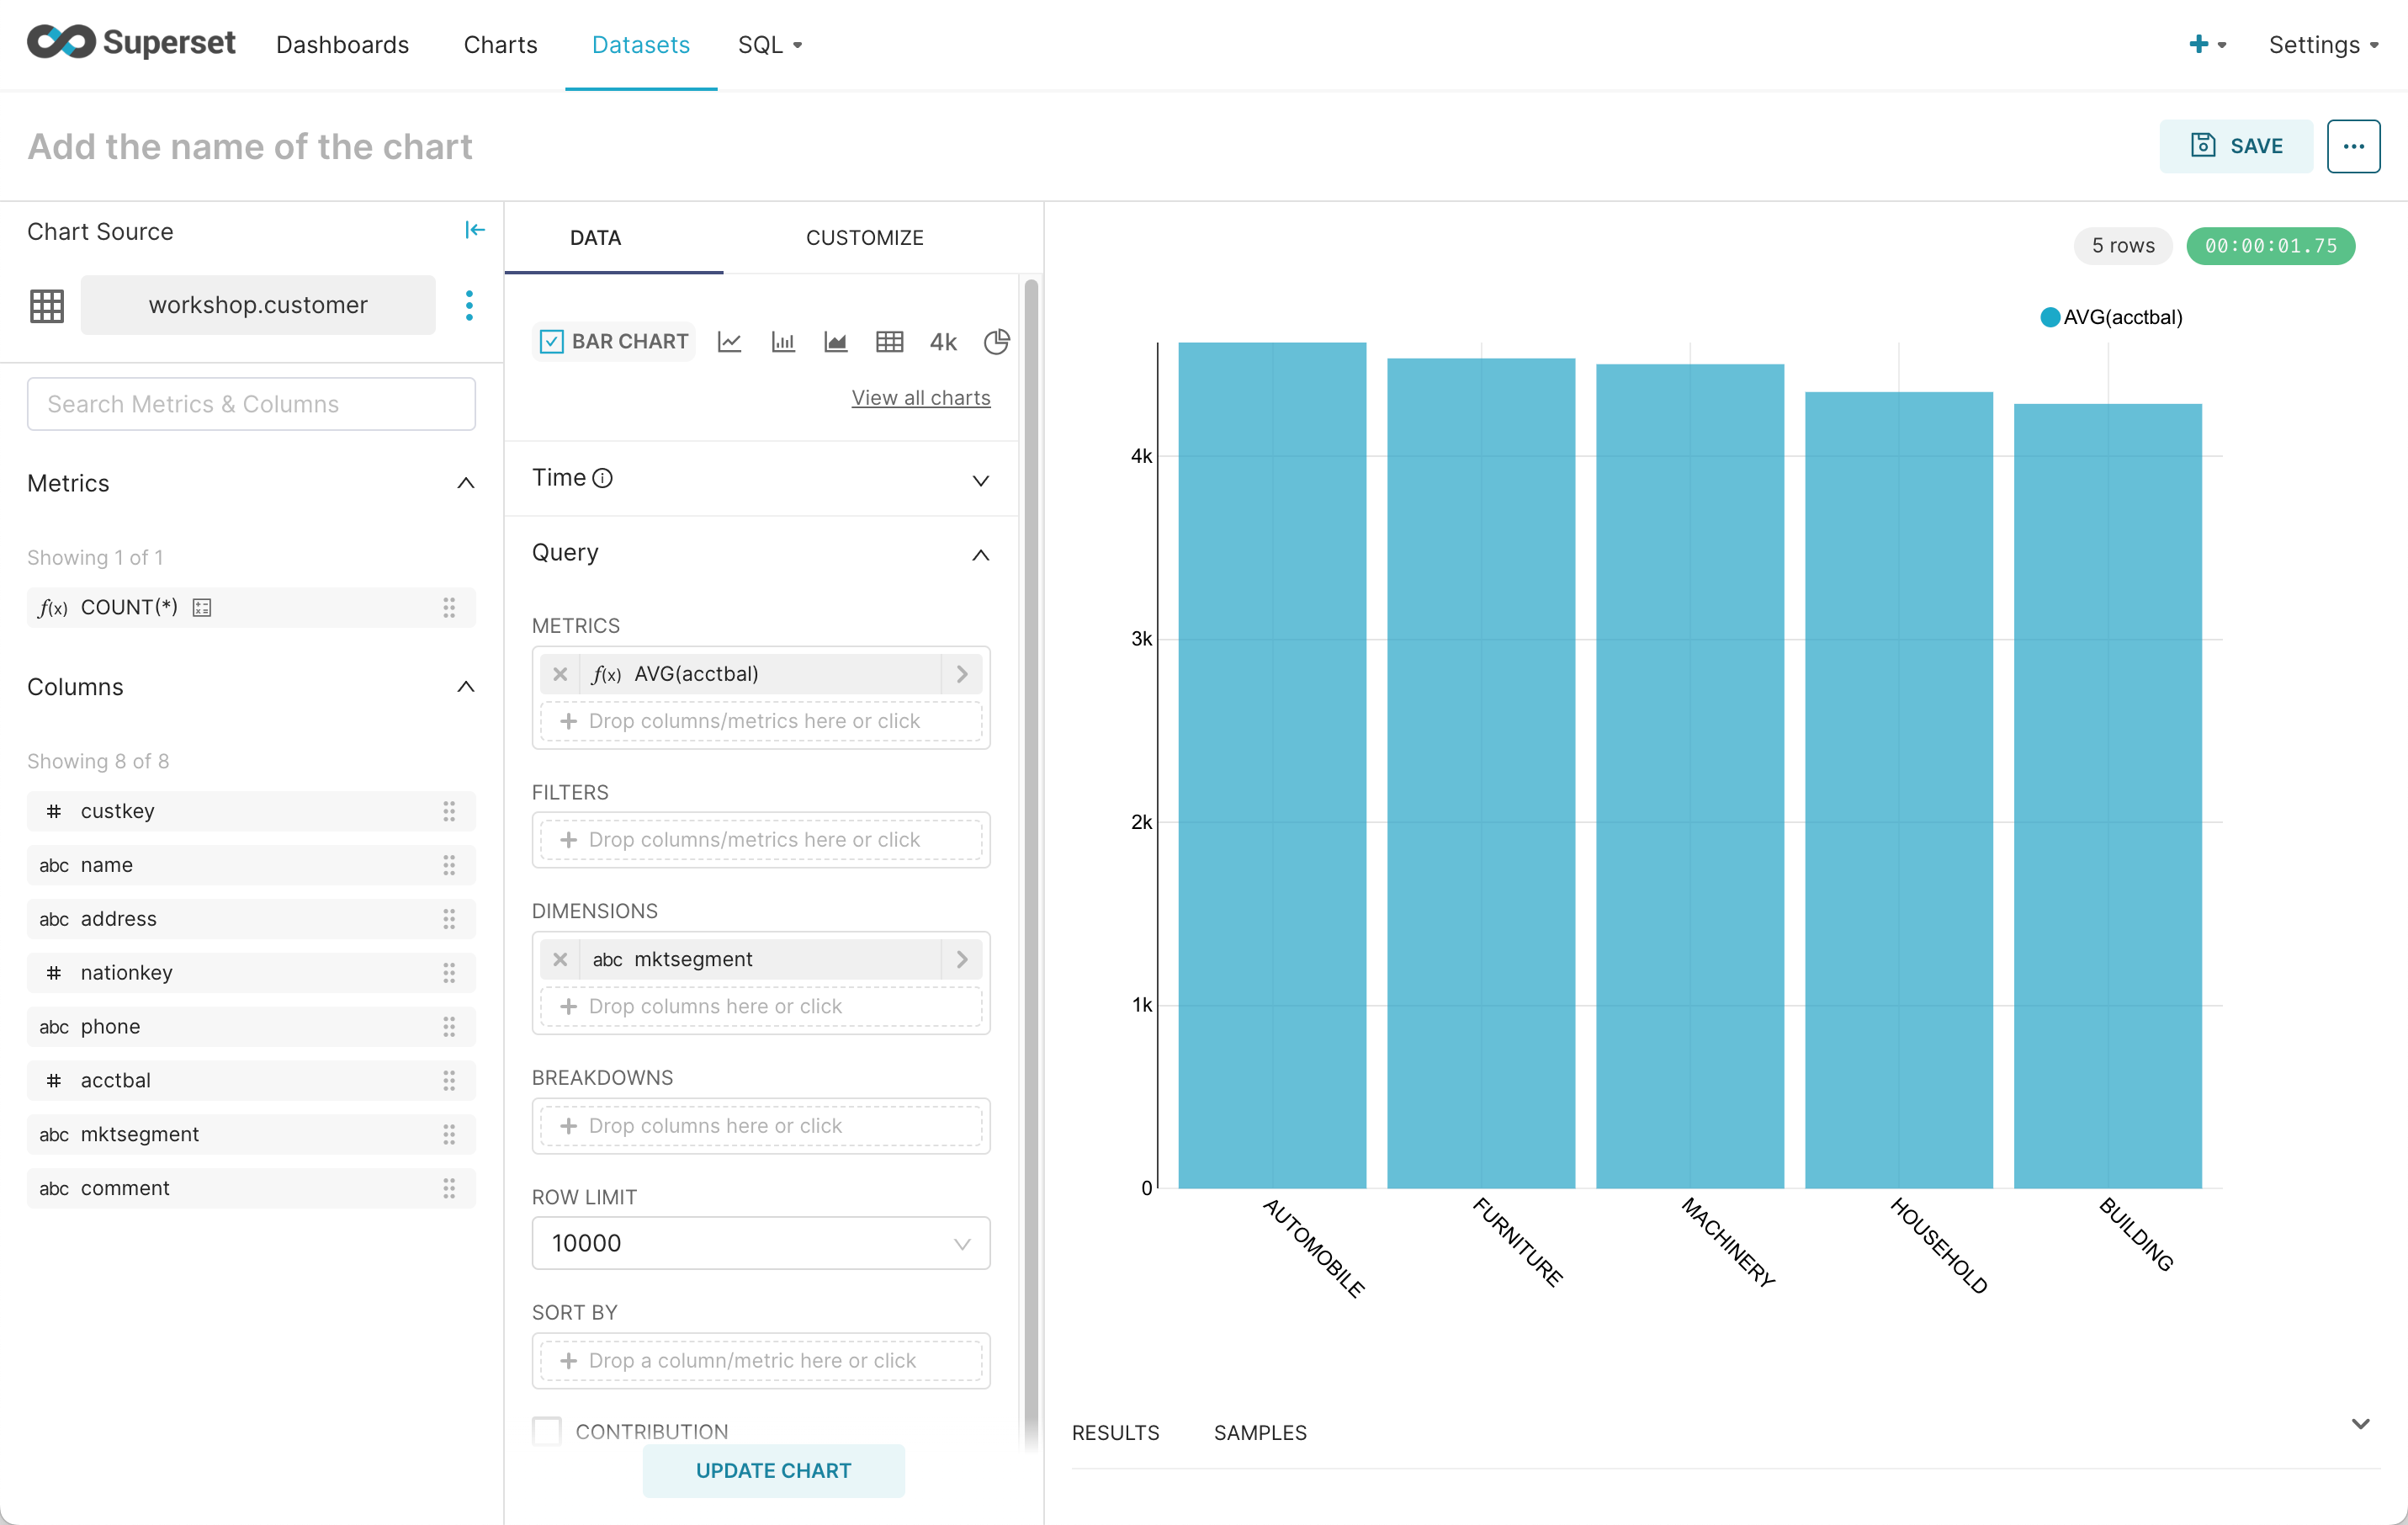 Superset Dashboards Charts Datasets SQL Settings
Add the name of the chart
SAVE
Chart Source
workshop.customer
Search Metrics & Columns
Metrics
Showing 1 of 1
f(x) COUNT(*)
Columns
Showing 8 of 8
# custkey
abc name
abc address
# nationkey
abc phone
# acctbal
abc mktsegment
abc comment
DATA CUSTOMIZE
BAR CHART 4k
View all charts
Time
Query
METRICS
f(x) AVG(acctbal)
+ Drop columns/metrics here or click
FILTERS
+ Drop columns/metrics here or click
DIMENSIONS
abc mktsegment
+ Drop columns here or click
BREAKDOWNS
+ Drop columns here or click
ROW LIMIT
10000
SORT BY
+ Drop a column/metric here or click
CONTRIBUTION
UPDATE CHART
5 rows 00:00:01.75
AVG(acctbal)
4k
3k
2k
1k
0
AUTOMOBILE
FURNITURE
MACHINERY
HOUSEHOLD
BUILDING
RESULTS SAMPLES